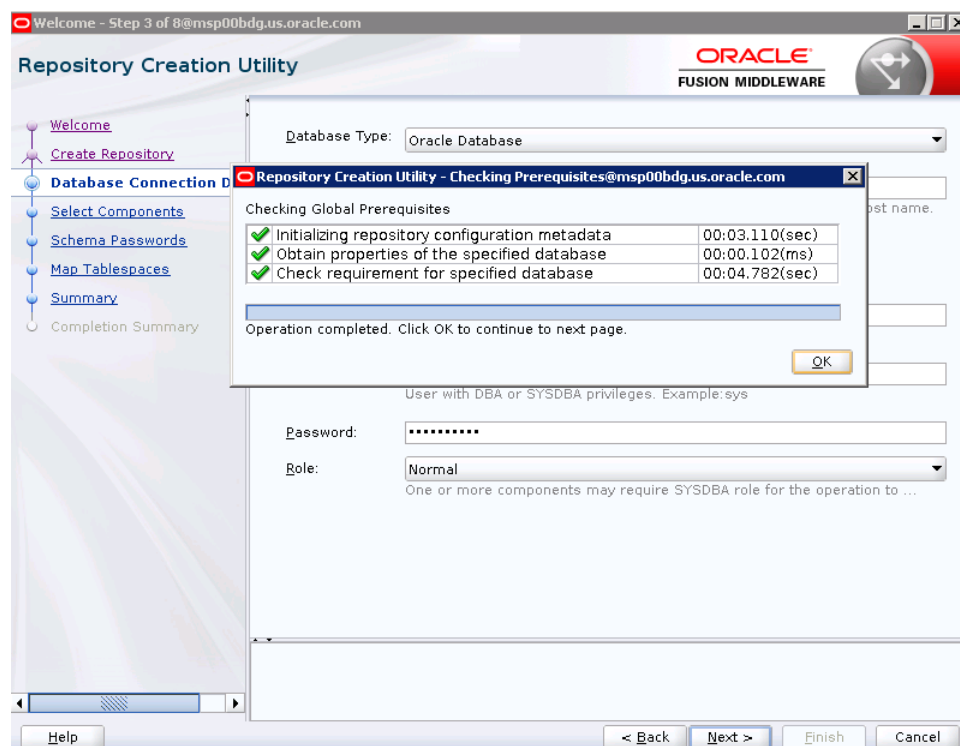 Welcome - Step 3 of 8@msp00bdg.us.oracle.com
Repository Creation Utility
ORACLE
FUSION MIDDLEWARE
Welcome
Create Repository
Database Connection D
Select Components
Schema Passwords
Map Tablespaces
Summary
Completion Summary
Database Type: Oracle Database
ost name.
Repository Creation Utility - Checking Prerequisites@msp00bdg.us.oracle.com
Checking Global Prerequisites
Initializing repository configuration metadata 00:03.110(sec)
Obtain properties of the specified database 00:00.102(ms)
Check requirement for specified database 00:04.782(sec)
Operation completed. Click OK to continue to next page.
OK
User with DBA or SYSDBA privileges. Example:sys
Password: ••••••••••
Role: Normal
One or more components may require SYSDBA role for the operation to ...
Help < Back Next > Finish Cancel